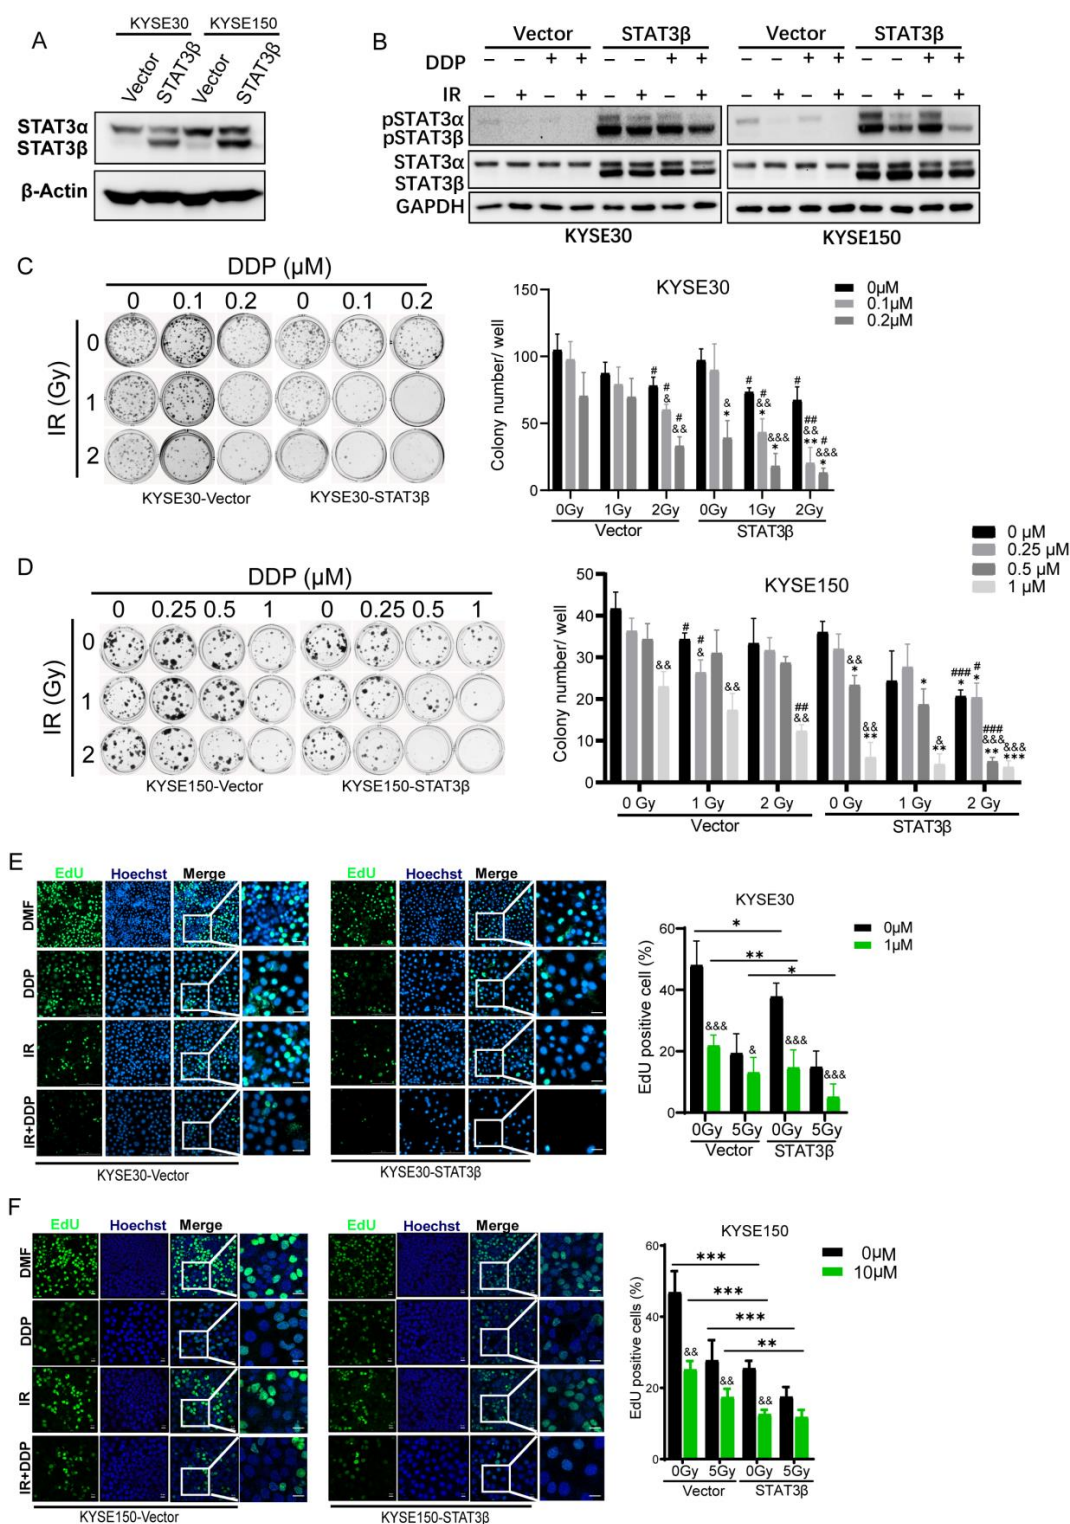 A
KYSE30 KYSE150
Vector STAT3β Vector STAT3β
STAT3α
STAT3β
β-Actin
B
Vector STAT3β Vector STAT3β
DDP − − + + − − + + − − + + − − + +
IR − + − + − + − + − + − + − + − +
pSTAT3α
pSTAT3β
STAT3α
STAT3β
GAPDH
KYSE30 KYSE150
C
DDP (μM)
0 0.1 0.2 0 0.1 0.2
IR (Gy)
0
1
2
KYSE30-Vector KYSE30-STAT3β
KYSE30
0μM
0.1μM
0.2μM
Colony number/ well
150
100
50
0
# # & # && & * # # && * &&& * # ## && ** # &&& *
0Gy 1Gy 2Gy 0Gy 1Gy 2Gy
Vector STAT3β
D
DDP (μM)
0 0.25 0.5 1 0 0.25 0.5 1
IR (Gy)
0
1
2
KYSE150-Vector KYSE150-STAT3β
KYSE150
0 μM
0.25 μM
0.5 μM
1 μM
Colony number/ well
50
40
30
20
10
0
&& # # & && ## && && * && ** * & ** ### * # * ### &&& ** &&& ***
0 Gy 1 Gy 2 Gy 0 Gy 1 Gy 2 Gy
Vector STAT3β
E
EdU Hoechst Merge EdU Hoechst Merge
DMF
DDP
IR
IR+DDP
KYSE30-Vector KYSE30-STAT3β
KYSE30
0μM
1μM
EdU positive cell (%)
60
40
20
0
* ** *
&&& & &&& &&&
0Gy 5Gy 0Gy 5Gy
Vector STAT3β
F
EdU Hoechst Merge EdU Hoechst Merge
DMF
DDP
IR
IR+DDP
KYSE150-Vector KYSE150-STAT3β
KYSE150
0μM
10μM
EdU positive cells (%)
60
40
20
0
*** *** *** **
&& && &&
0Gy 5Gy 0Gy 5Gy
Vector STAT3β